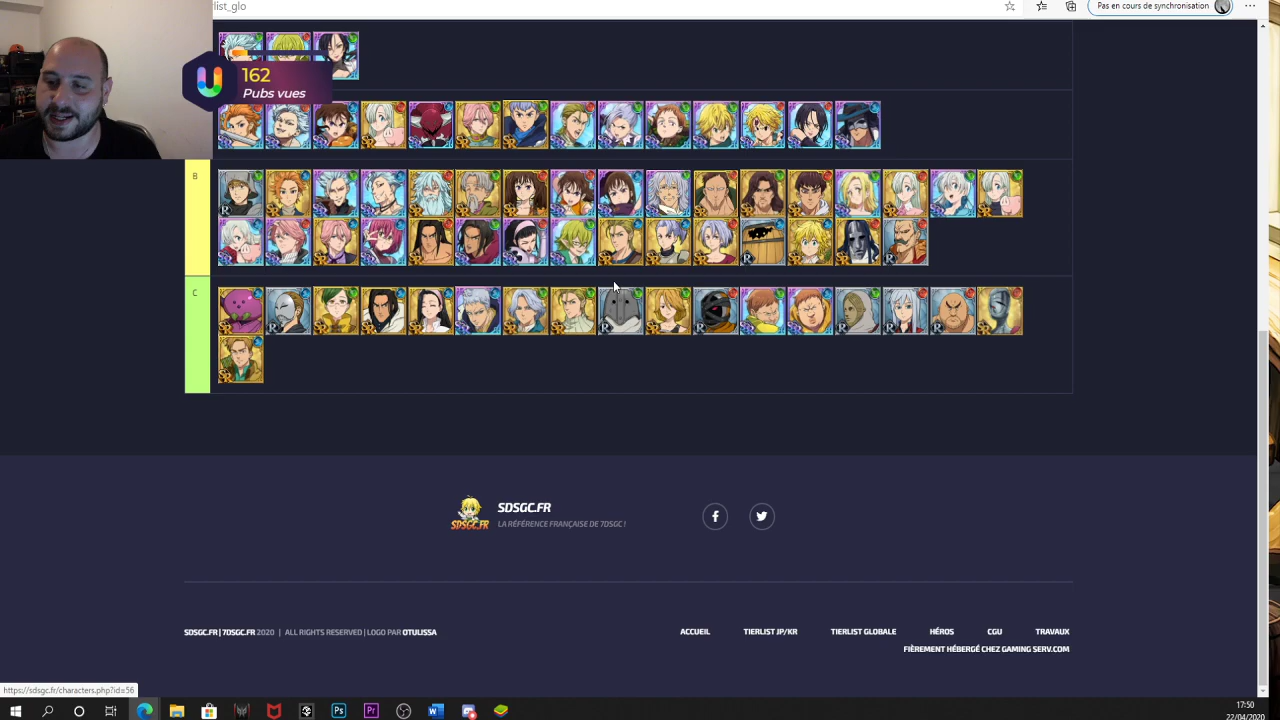 list_glo
Pas en cours de synchronisation
162
Pubs vues
B
C
SDSGC.FR
LA RÉFÉRENCE FRANÇAISE DE 7DSGC !
SDSGC.FR | 7DSGC.FR 2020 | ALL RIGHTS RESERVED | LOGO PAR OTULISSA
ACCUEIL TIERLIST JP/KR TIERLIST GLOBALE HÉROS CGU TRAVAUX
FIÈREMENT HÉBERGÉ CHEZ GAMING SERV.COM
https://sdsgc.fr/characters.php?id=56
17:50
22/04/2020